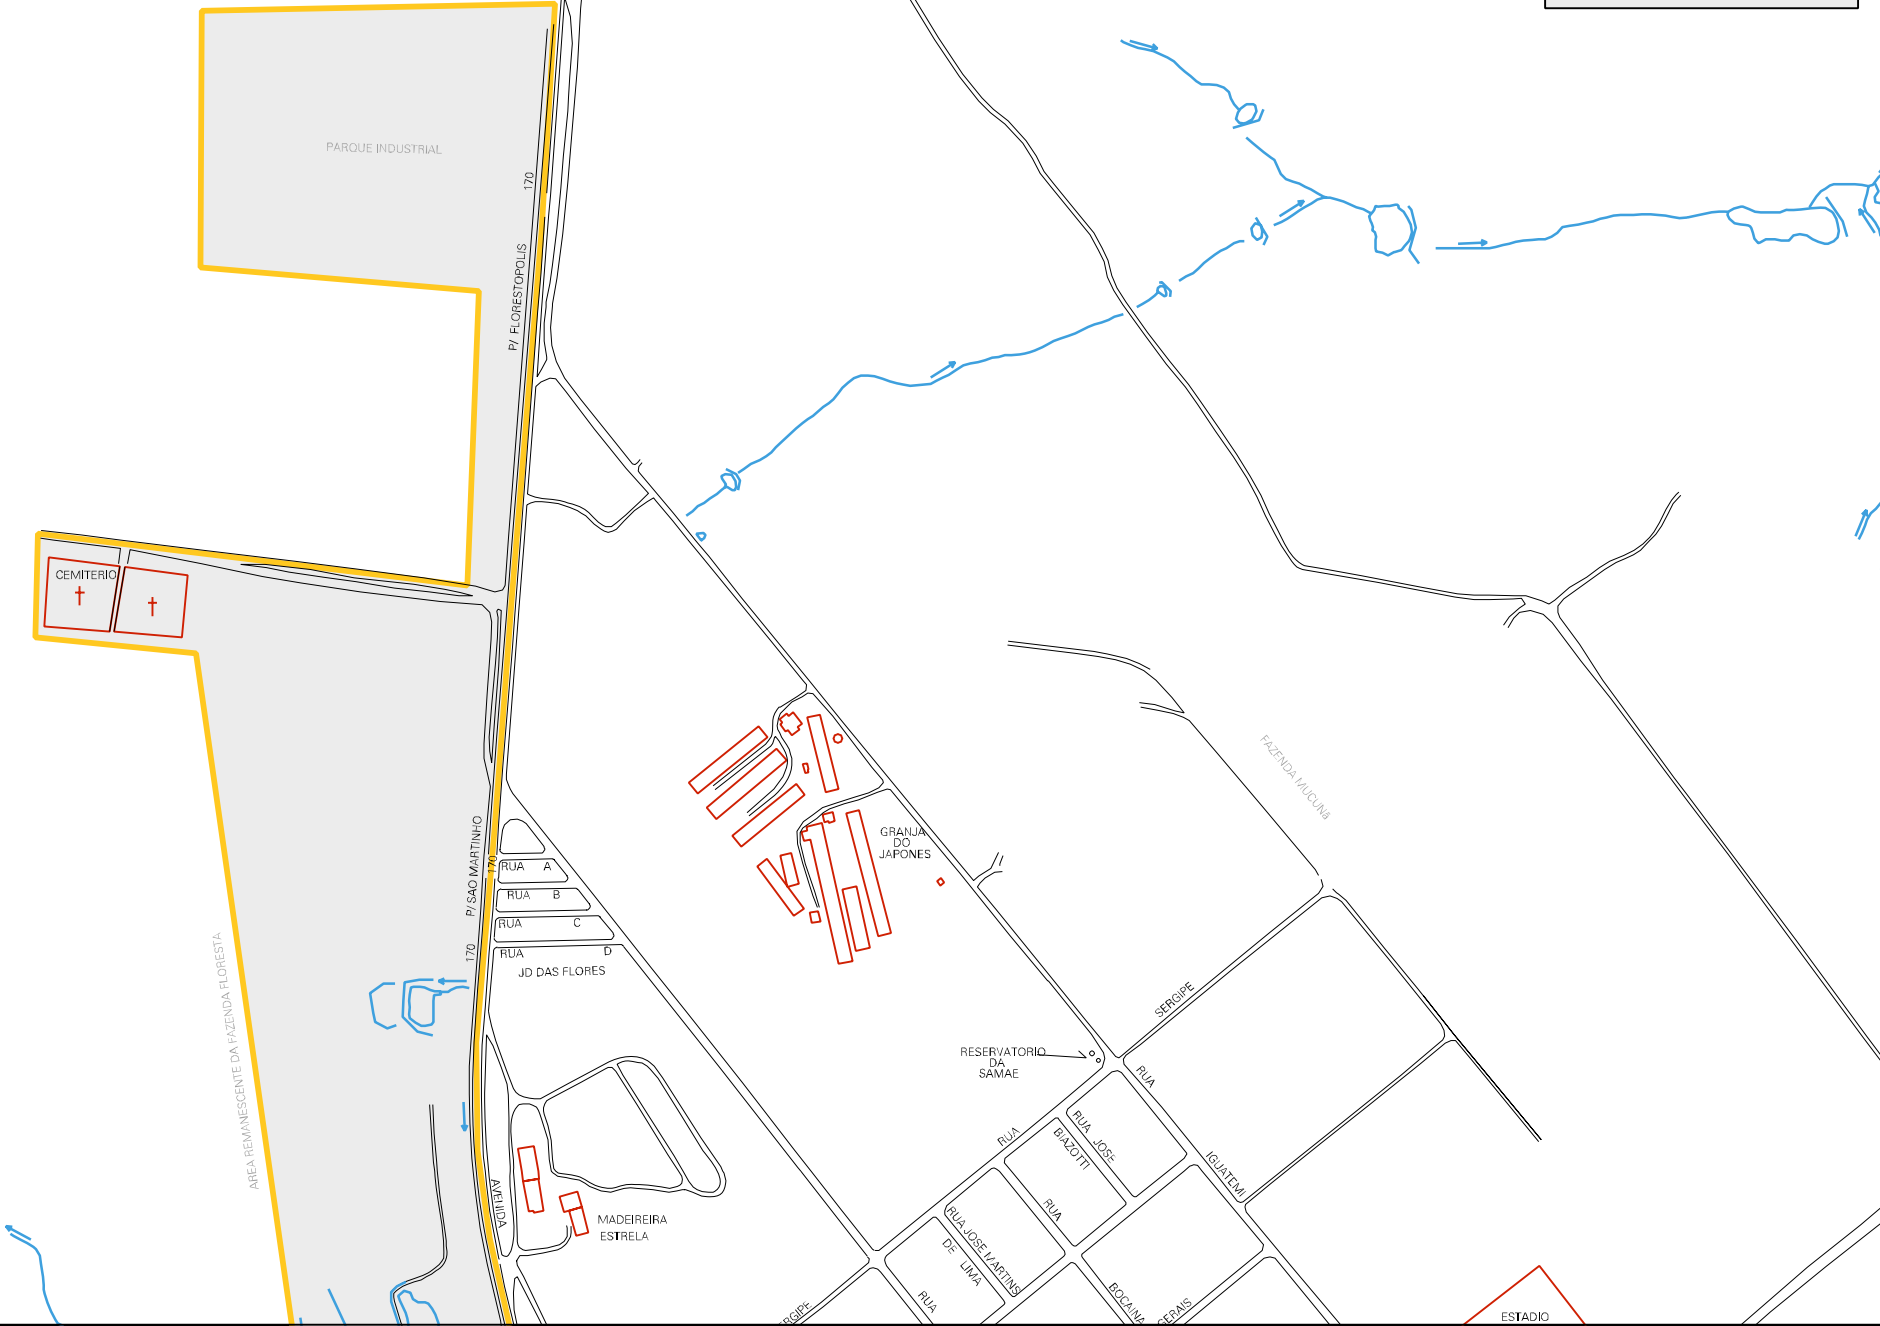 PARQUE INDUSTRIAL
170
P/ FLORESTOPOLIS
CEMITERIO
FAZENDA MUCUNã
P/ SAO MARTINHO
170
GRANJA
DO
JAPONES
RUA A
RUA B
RUA C
RUA D
170
JD DAS FLORES
AREA REMANESCENTE DA FAZENDA FLORESTA
SERGIPE
RESERVATORIO
DA
SAMAE
RUA
IGUATEMI
RUA JOSE
BIAZOTTI
RUA
RUA
AVENIDA
MADEIREIRA
ESTRELA
RUA JOSE MARTINS
DE LIMA
RUA
BOCAINA
GERAIS
RGIPE
ESTADIO